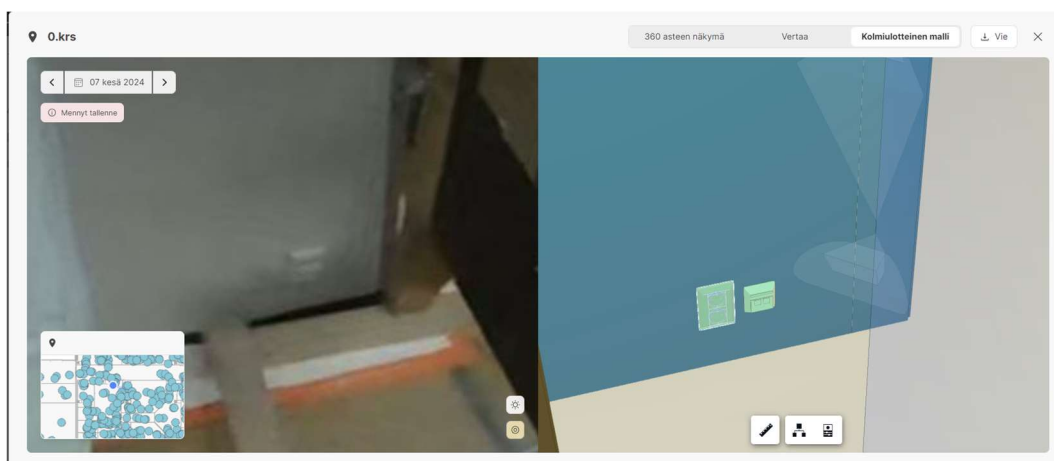 0.krs
360 asteen näkymä
Vertaa
Kolmiulotteinen malli
Vie
07 kesä 2024
Mennyt tallenne